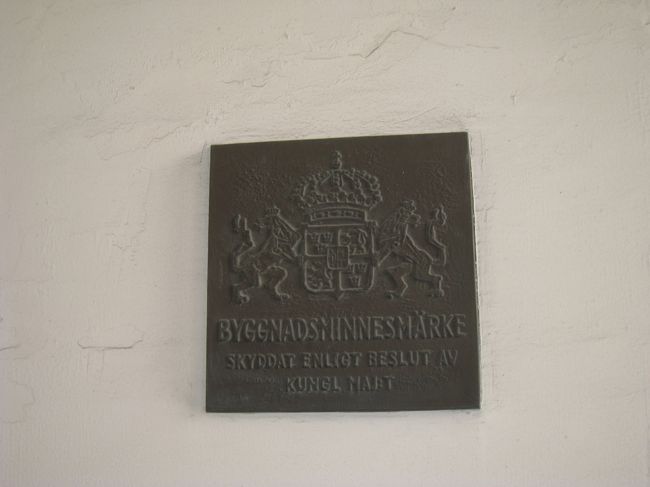 BYGGNADSMINNESMÄRKE
SKYDDAT ENLIGT BESLUT AV
KUNGL MAJ:T